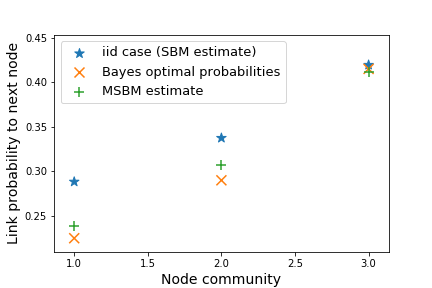 0.45
0.40
0.35
0.30
0.25
Link probability to next node
iid case (SBM estimate)
Bayes optimal probabilities
MSBM estimate
1.0 1.5 2.0 2.5 3.0
Node community